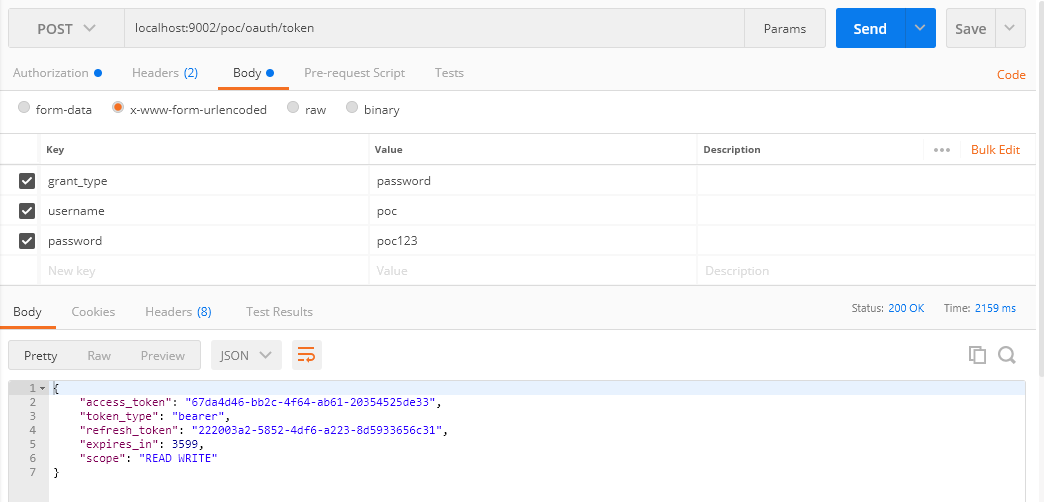 POST localhost:9002/poc/oauth/token Params Send Save
Authorization Headers (2) Body Pre-request Script Tests Code
form-data x-www-form-urlencoded raw binary
Key Value Description ••• Bulk Edit
grant_type password
username poc
password poc123
New key Value Description
Body Cookies Headers (8) Test Results Status: 200 OK Time: 2159 ms
Pretty Raw Preview JSON
1 {
2 "access_token": "67da4d46-bb2c-4f64-ab61-20354525de33",
3 "token_type": "bearer",
4 "refresh_token": "222003a2-5852-4df6-a223-8d5933656c31",
5 "expires_in": 3599,
6 "scope": "READ WRITE"
7 }